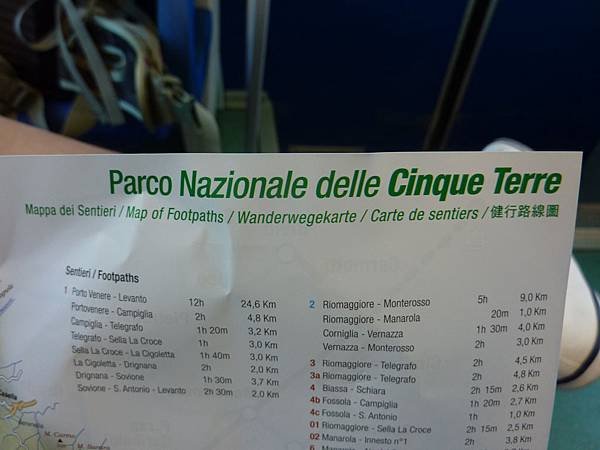 Parco Nazionale delle Cinque Terre
Mappa dei Sentieri / Map of Footpaths / Wanderwegekarte / Carte de sentiers / 健行路線圖
Sentieri / Footpaths
1 Porto Venere - Levanto 12h 24,6 Km
Portovenere - Campiglia 2h 4,8 Km
Campiglia - Telegrafo 1h 20m 3,2 Km
Telegrafo - Sella La Croce 1h 3,0 Km
Sella La Croce - La Cigoletta 1h 40m 3,0 Km
La Cigoletta - Drignana 2h 2,0 Km
Drignana - Sovione 1h 30m 3,7 Km
Sovione - S. Antonio - Levanto 2h 30m 2,0 Km
2 Riomaggiore - Monterosso 5h 9,0 Km
Riomaggiore - Manarola 20m 1,0 Km
Corniglia - Vernazza 1h 30m 4,0 Km
Vernazza - Monterosso 2h 3,0 Km
3 Riomaggiore - Telegrafo 2h 4,5 Km
3a Riomaggiore - Telegrafo 2h 4,8 Km
4 Biassa - Schiara 2h 15m 2,6 Km
4b Fossola - Campiglia 1h 20m 2,7 Km
4c Fossola - S. Antonio 1h 1,0 Km
01 Riomaggiore - Sella La Croce 2h 15m 2,5 Km
02 Manarola - Innesto n°1 2h 3,8 Km
2h